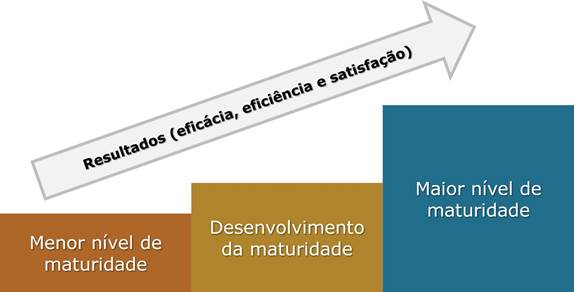 Resultados (eficácia, eficiência e satisfação)
Menor nível de
maturidade
Desenvolvimento
da maturidade
Maior nível de
maturidade